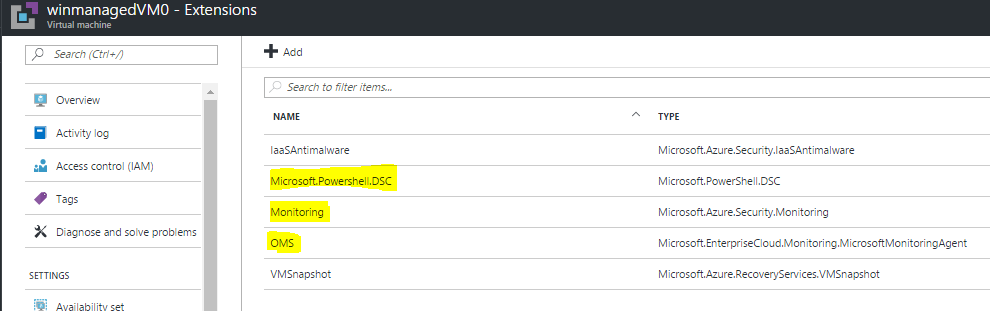 winmanagedVM0 - Extensions
Virtual machine
Search (Ctrl+/)
Overview
Activity log
Access control (IAM)
Tags
Diagnose and solve problems
SETTINGS
Availability set
Add
Search to filter items...
NAME TYPE
IaaSAntimalware Microsoft.Azure.Security.IaaSAntimalware
Microsoft.Powershell.DSC Microsoft.PowerShell.DSC
Monitoring Microsoft.Azure.Security.Monitoring
OMS Microsoft.EnterpriseCloud.Monitoring.MicrosoftMonitoringAgent
VMSnapshot Microsoft.Azure.RecoveryServices.VMSnapshot